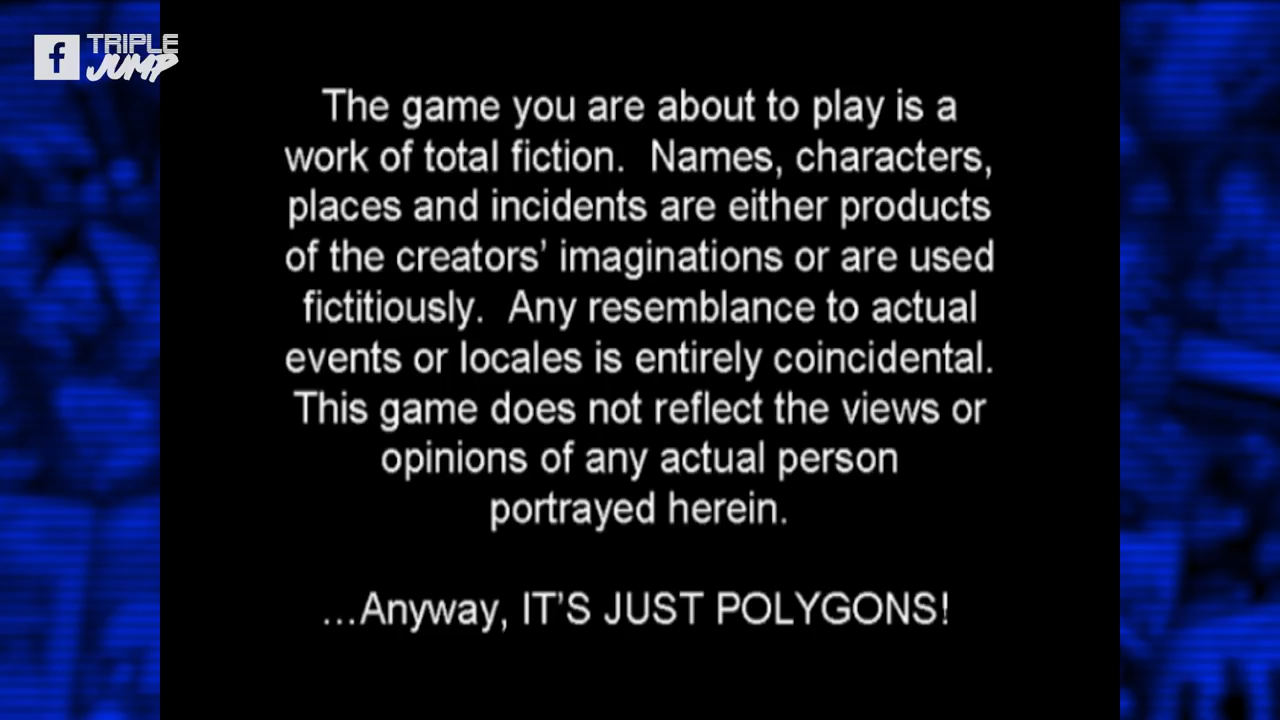 f TRIPLE
JUMP
The game you are about to play is a
work of total fiction.  Names, characters,
places and incidents are either products
of the creators’ imaginations or are used
fictitiously.  Any resemblance to actual
events or locales is entirely coincidental.
This game does not reflect the views or
opinions of any actual person
portrayed herein.
…Anyway, IT’S JUST POLYGONS!